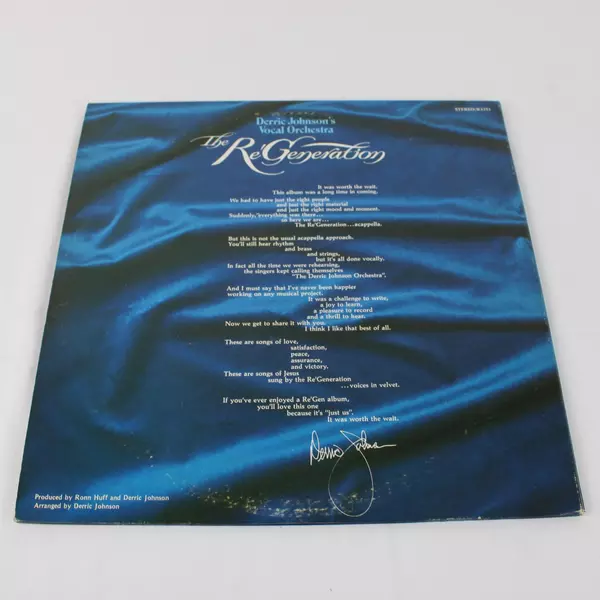 Derric Johnson's
Vocal Orchestra
The Re'Generation
It was worth the wait.
This album was a long time in coming.
We had to have just the right people
and just the right material
and just the right mood and moment.
Suddenly, everything was there...
so here we are...
The Re'Generation...acappella.
But this is not the usual acappella approach.
You'll still hear rhythm
and brass
and strings,
but it's all done vocally.
In fact all the time we were rehearsing,
the singers kept calling themselves
"The Derric Johnson Orchestra".
And I must say that I've never been happier
working on any musical project.
It was a challenge to write,
a joy to learn,
a pleasure to record
and a thrill to hear.
Now we get to share it with you.
I think I like that best of all.
These are songs of love,
satisfaction,
peace,
assurance,
and victory.
These are songs of Jesus
sung by the Re'Generation
...voices in velvet.
If you've ever enjoyed a Re'Gen album,
you'll love this one
because it's "just us".
It was worth the wait.
Derric Johnson
Produced by Ronn Huff and Derric Johnson
Arranged by Derric Johnson